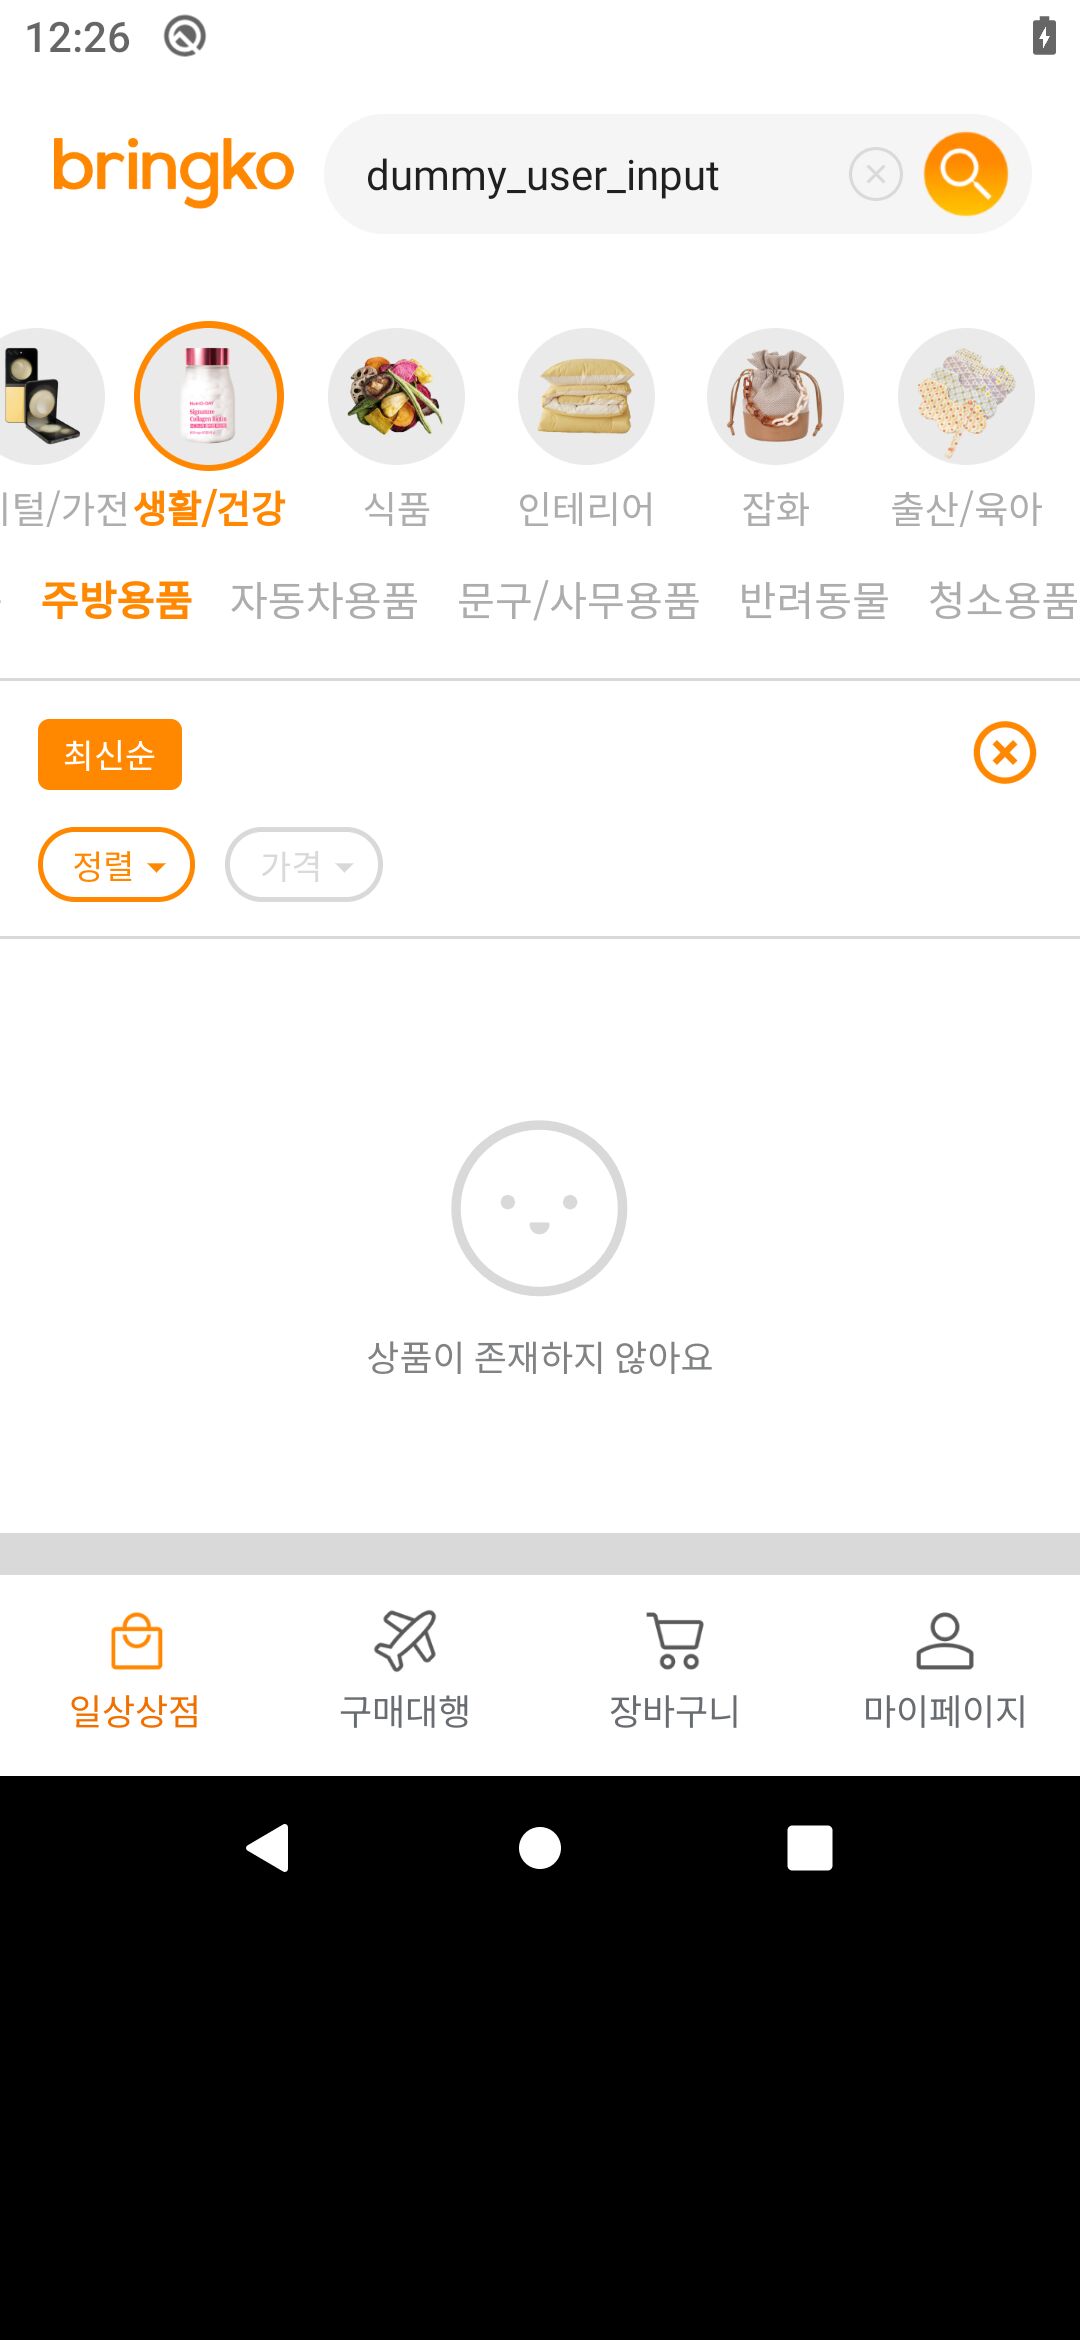 12:26
bringko
dummy_user_input
생활/건강
식품
인테리어
잡화
출산/육아
주방용품
자동차용품
문구/사무용품
반려동물
청소용품
최신순
정렬
가격
상품이 존재하지 않아요
일상상점
구매대행
장바구니
마이페이지